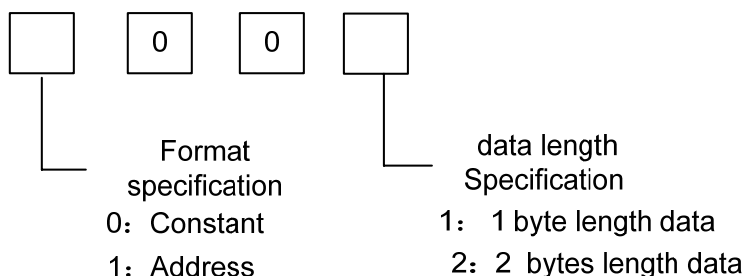 0 0
Format
specification
0：Constant
1：Address
data length
Specification
1： 1 byte length data
2：2 bytes length data